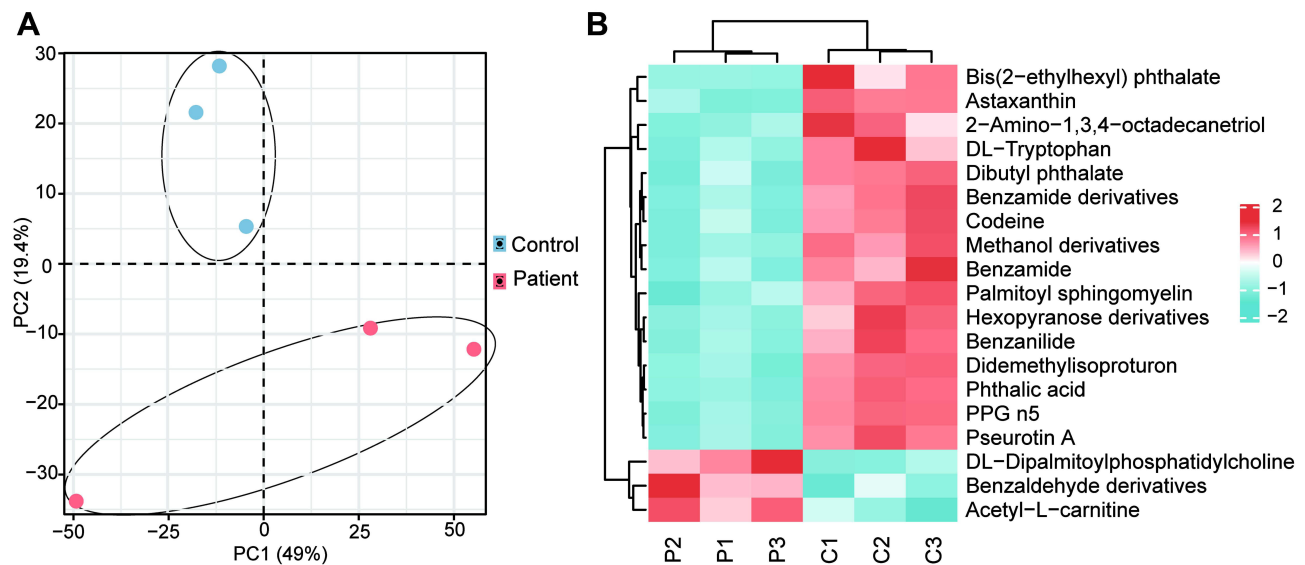 A
30
20
10
0
−10
−20
−30
PC2 (19.4%)
−50
−25
0
25
50
PC1 (49%)
Control
Patient
B
Bis(2−ethylhexyl) phthalate
Astaxanthin
2−Amino−1,3,4−octadecanetriol
DL−Tryptophan
Dibutyl phthalate
Benzamide derivatives
Codeine
Methanol derivatives
Benzamide
Palmitoyl sphingomyelin
Hexopyranose derivatives
Benzanilide
Didemethylisoproturon
Phthalic acid
PPG n5
Pseurotin A
DL−Dipalmitoylphosphatidylcholine
Benzaldehyde derivatives
Acetyl−L−carnitine
P2
P1
P3
C1
C2
C3
2
1
0
−1
−2